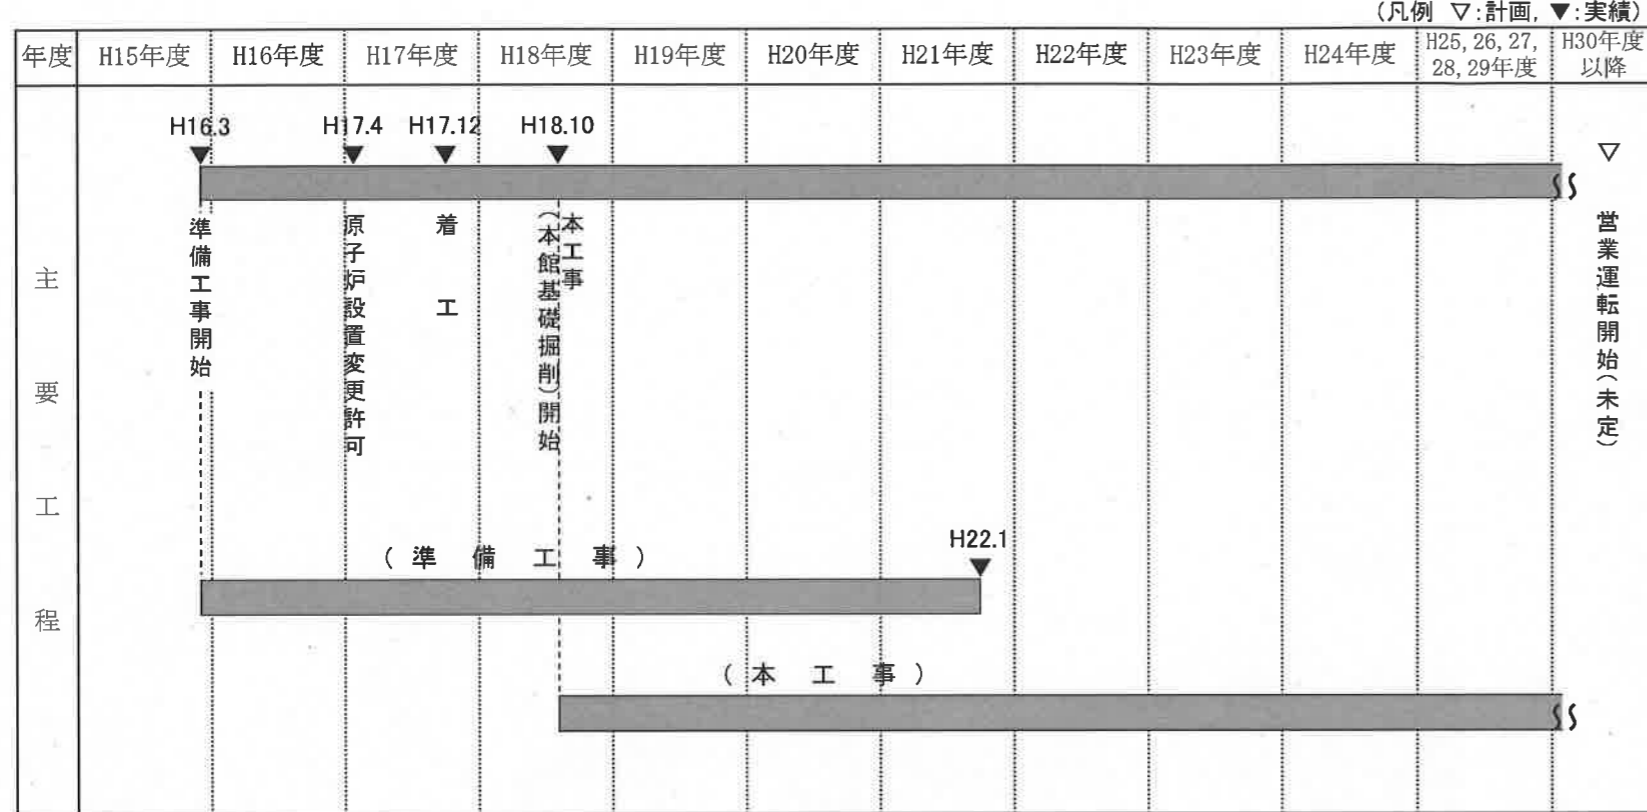 (凡例 ▽:計画, ▼:実績)
年度
H15年度
H16年度
H17年度
H18年度
H19年度
H20年度
H21年度
H22年度
H23年度
H24年度
H25,26,27,
28,29年度
H30年度
以降
主要工程
H16.3
H17.4
H17.12
H18.10
準備工事開始
原子炉設置変更許可
着工
本工事
(本館基礎掘削)開始
営業運転開始(未定)
(準備工事)
H22.1
(本工事)